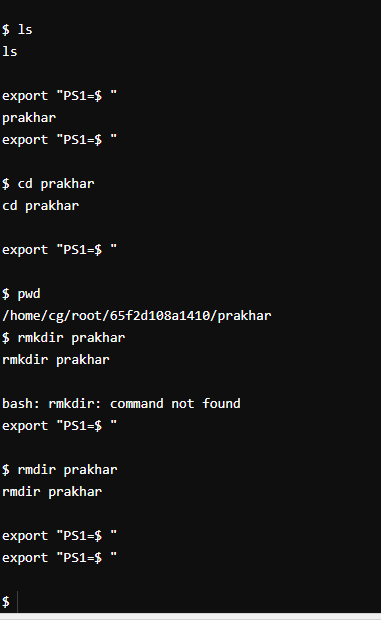 $ ls
ls
export "PS1=$ "
prakhar
export "PS1=$ "
$ cd prakhar
cd prakhar
export "PS1=$ "
$ pwd
/home/cg/root/65f2d108a1410/prakhar
$ rmkdir prakhar
rmkdir prakhar
bash: rmkdir: command not found
export "PS1=$ "
$ rmdir prakhar
rmdir prakhar
export "PS1=$ "
export "PS1=$ "
$